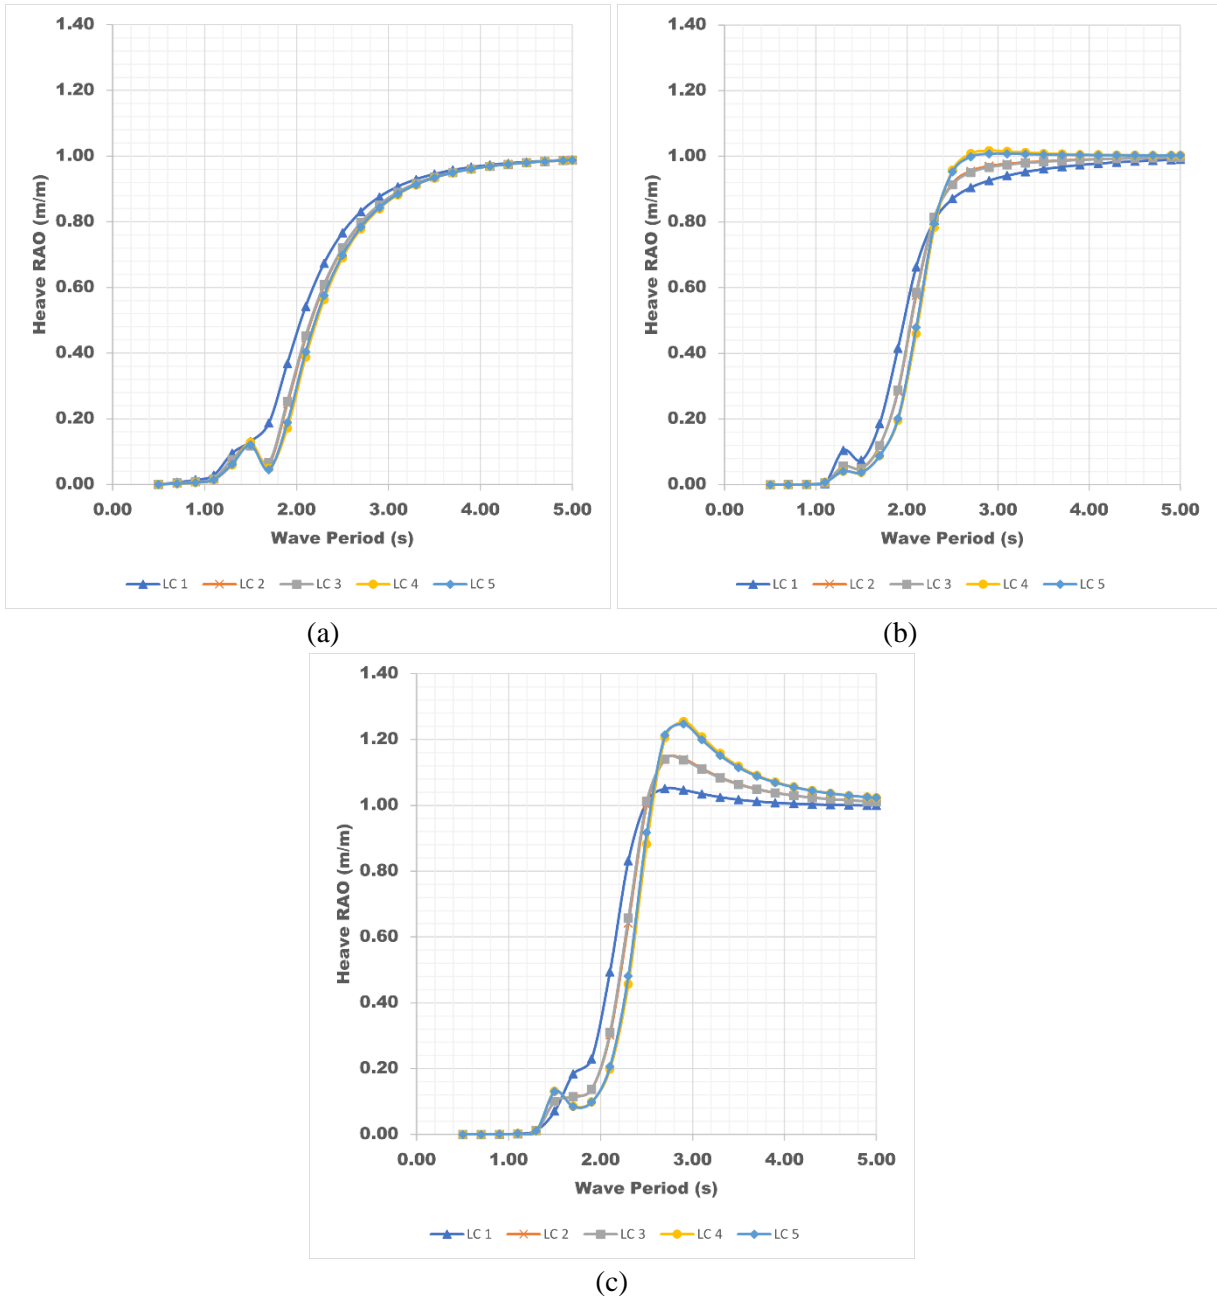 1.40
1.20
1.00
0.80
0.60
0.40
0.20
0.00
Heave RAO (m/m)
0.00 1.00 2.00 3.00 4.00 5.00
Wave Period (s)
LC 1 LC 2 LC 3 LC 4 LC 5
(a)
1.40
1.20
1.00
0.80
0.60
0.40
0.20
0.00
Heave RAO (m/m)
0.00 1.00 2.00 3.00 4.00 5.00
Wave Period (s)
LC 1 LC 2 LC 3 LC 4 LC 5
(b)
1.40
1.20
1.00
0.80
0.60
0.40
0.20
0.00
Heave RAO (m/m)
0.00 1.00 2.00 3.00 4.00 5.00
Wave Period (s)
LC 1 LC 2 LC 3 LC 4 LC 5
(c)